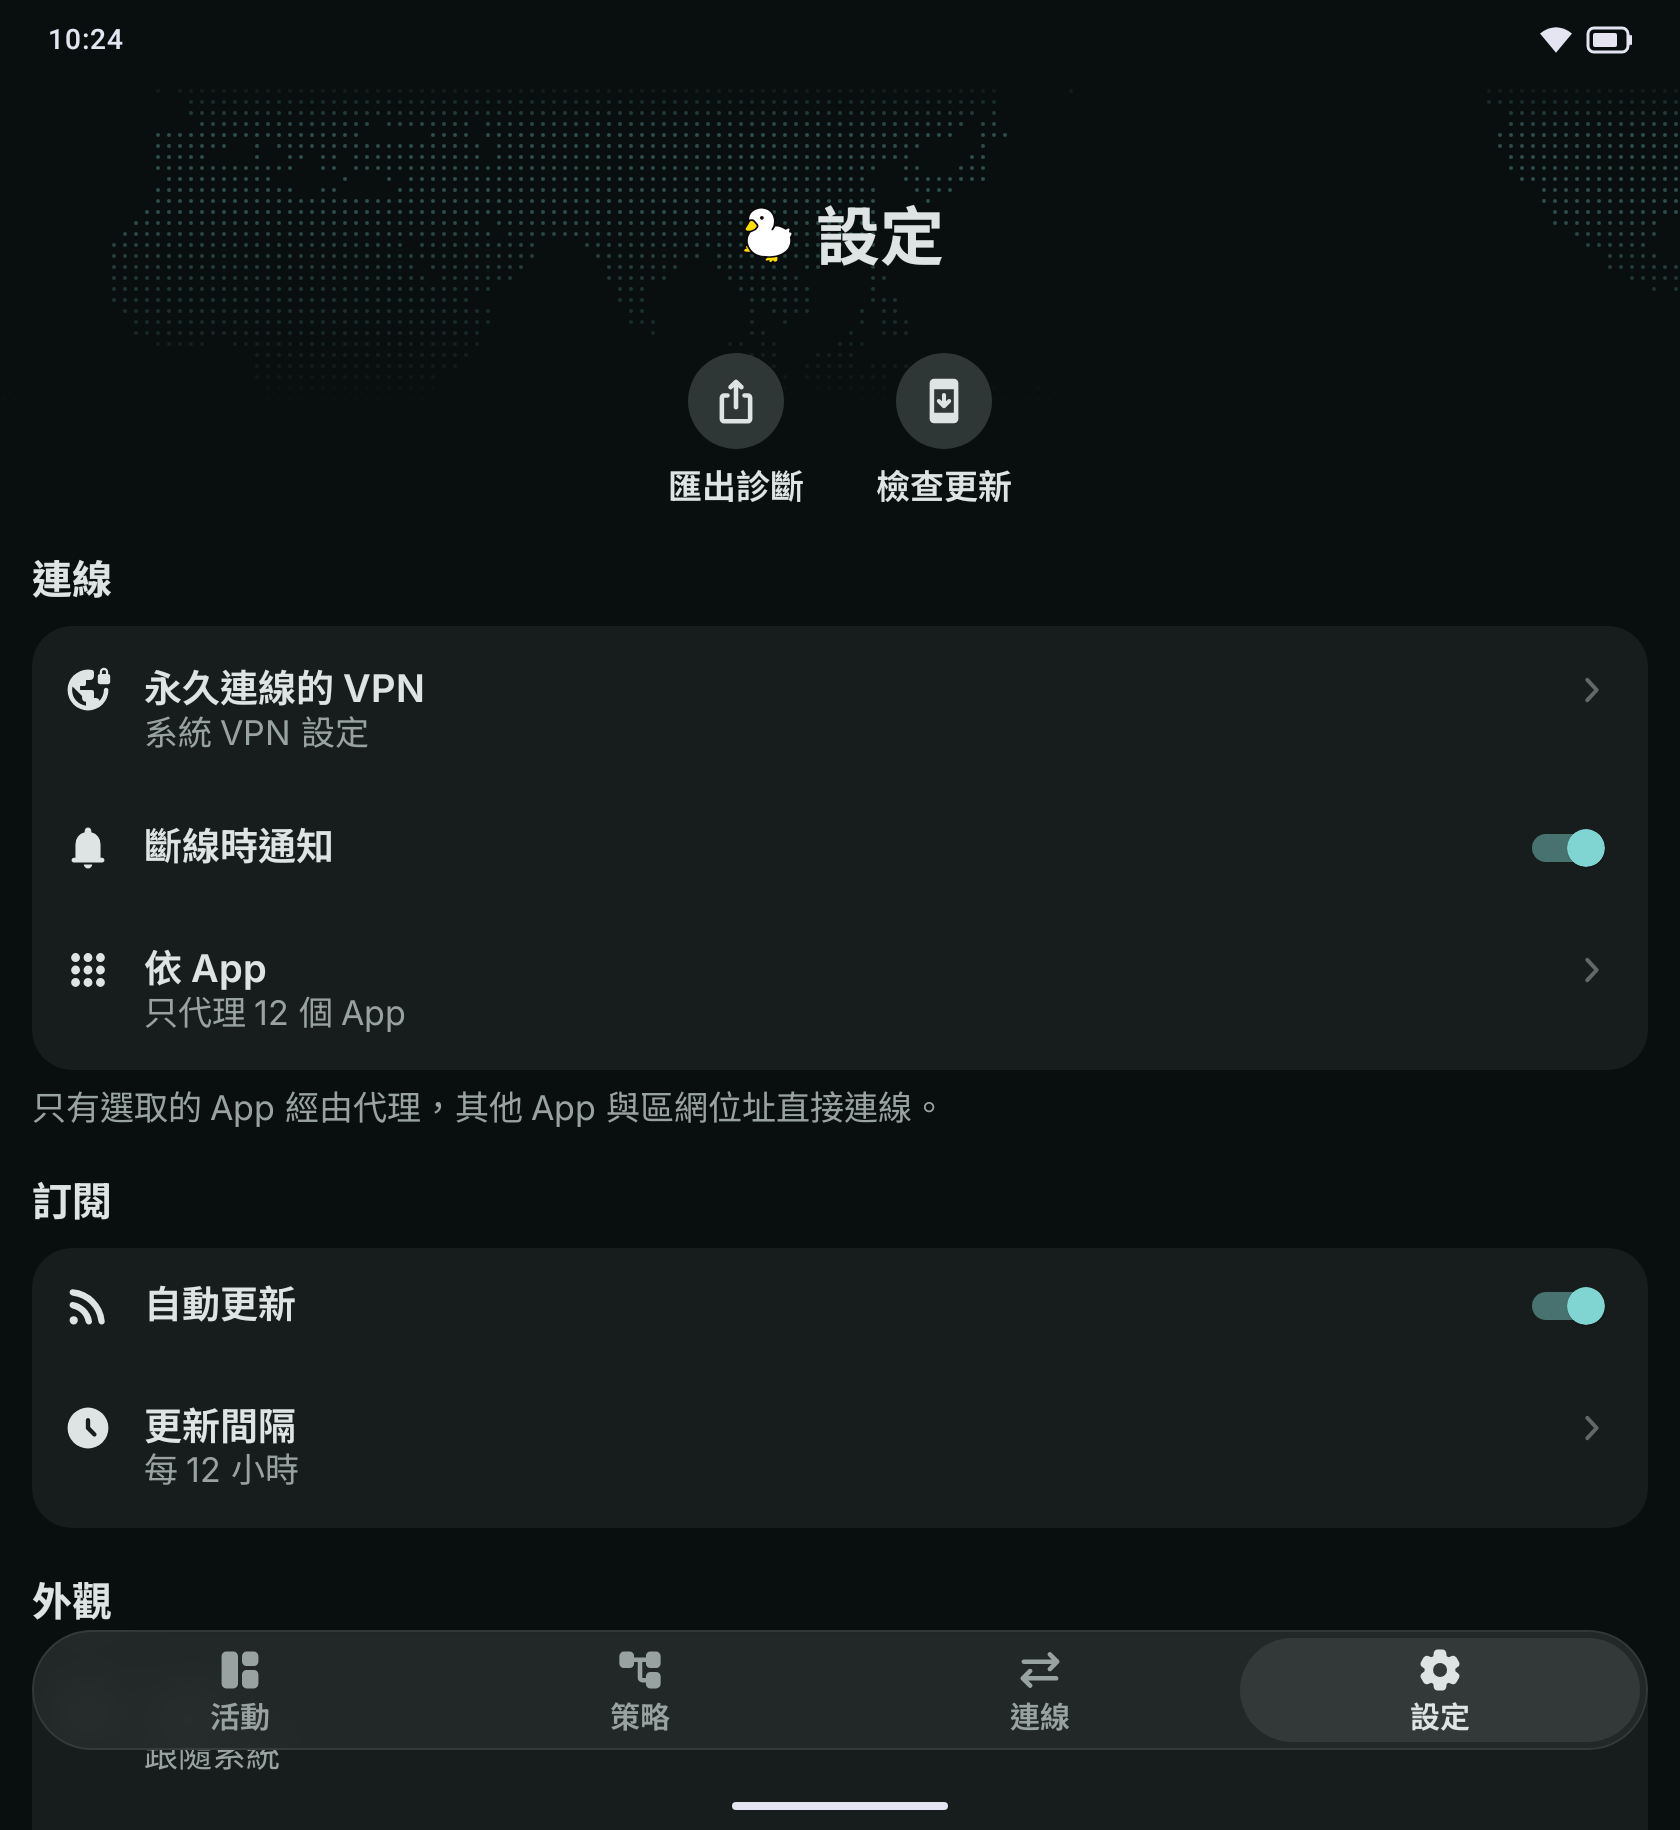 10:24
設定
匯出診斷
檢查更新
連線
永久連線的 VPN
系統 VPN 設定
斷線時通知
依 App
只代理 12 個 App
只有選取的 App 經由代理，其他 App 與區網位址直接連線。
訂閱
自動更新
更新間隔
每 12 小時
外觀
活動
策略
連線
設定
跟隨系統